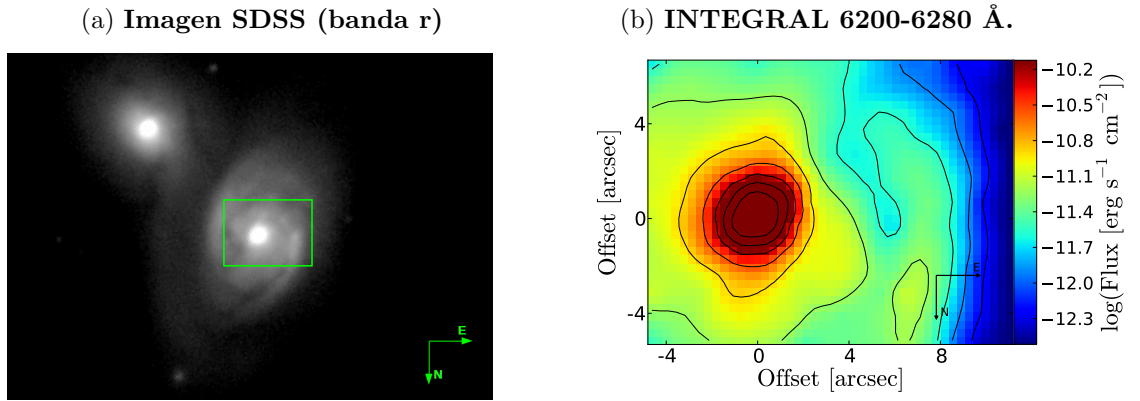 (a) Imagen SDSS (banda r)
E
N
(b) INTEGRAL 6200-6280 Å.
Offset [arcsec]
4
0
-4
E
N
-4
0
4
8
Offset [arcsec]
−10.2
−10.5
−10.8
−11.1
−11.4
−11.7
−12.0
−12.3
log(Flux [erg s⁻¹ cm⁻²])